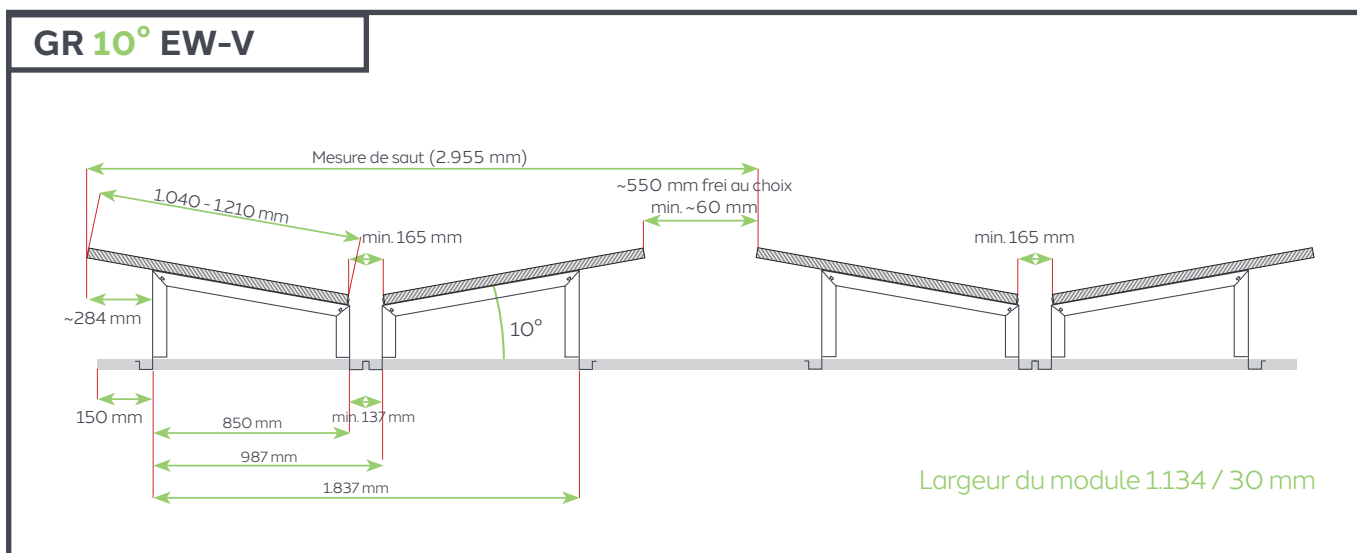 GR 10° EW-V
Mesure de saut (2.955 mm)
~550 mm frei au choix
min. ~60 mm
1.040 - 1.210 mm
min. 165 mm
min. 165 mm
~284 mm
10°
150 mm
min. 137 mm
850 mm
987 mm
1.837 mm
Largeur du module 1.134 / 30 mm